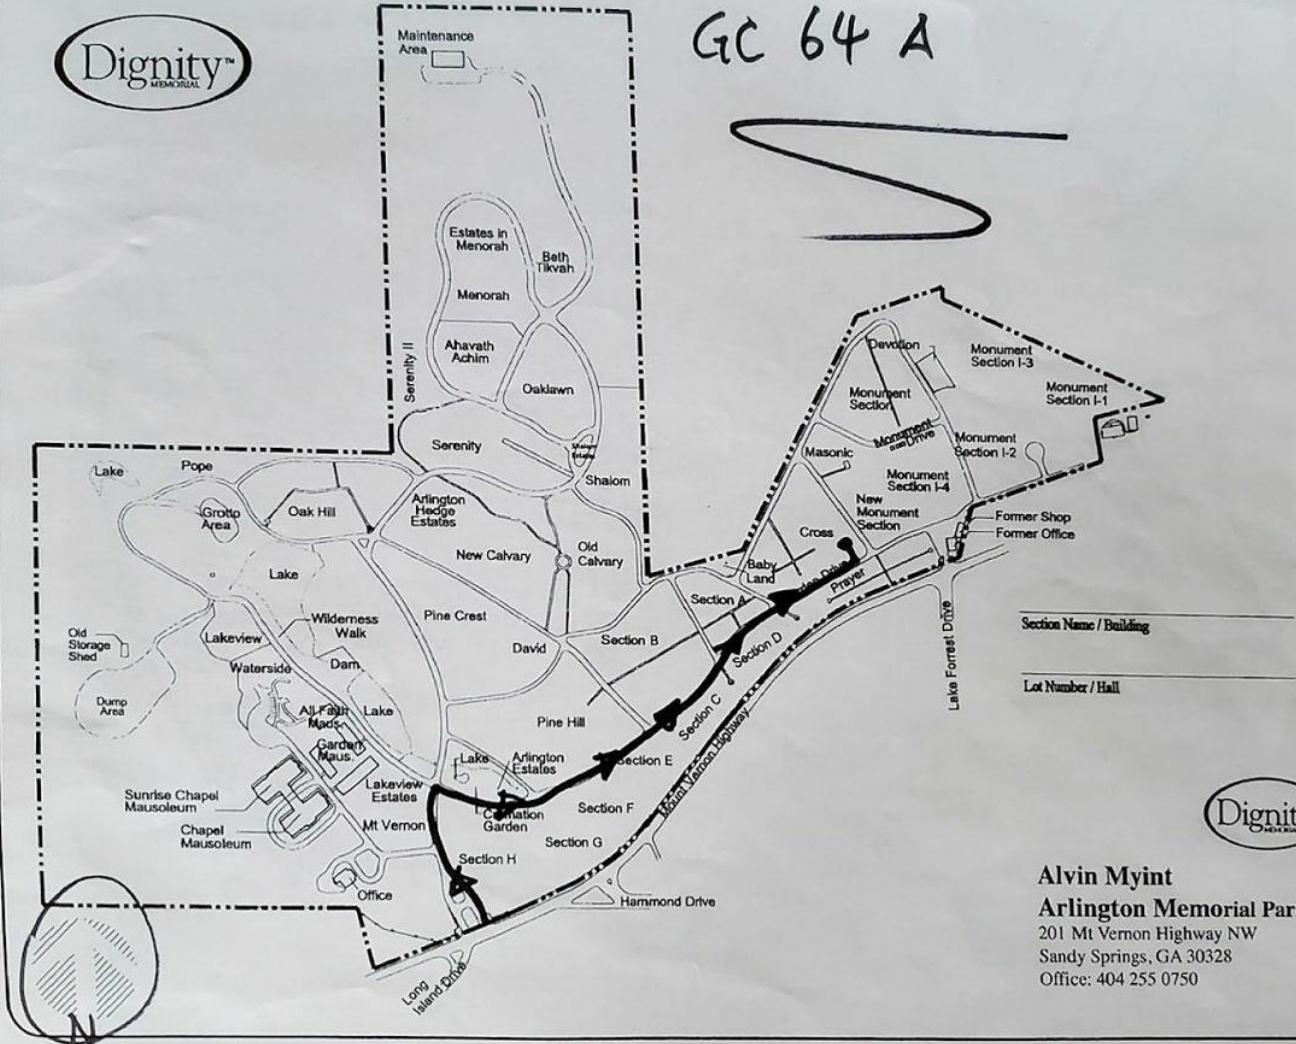 Dignity™
MEMORIAL
GC 64 A
Maintenance
Area
Estates in
Menorah
Beth
Tikvah
Menorah
Ahavath
Achim
Serenity II
Oaklawn
Serenity
Shalom
Estates
Shalom
Devotion
Monument
Section I-3
Monument
Section I-1
Monument
Section
Monument
Drive
Monument
Section I-2
Masonic
Monument
Section I-4
New
Monument
Section
Former Shop
Former Office
Cross
Baby
Land
Prayer
Lake
Pope
Grotto
Area
Oak Hill
Arlington
Hedge
Estates
New Calvary
Old
Calvary
Lake
Wilderness
Walk
Pine Crest
David
Section B
Section A
Section D
Section C
Lake Forrest Drive
Section Name / Building
Lot Number / Hall
Old
Storage
Shed
Lakeview
Waterside
Dam
Dump
Area
All Faith
Maus.
Lake
Garden
Maus.
Pine Hill
Lake
Arlington
Estates
Section E
Mount Vernon Highway
Sunrise Chapel
Mausoleum
Chapel
Mausoleum
Lakeview
Estates
Mt Vernon
Garden
Section F
Section G
Section H
Office
Hammond Drive
Long
Island Drive
N
Dignit
MEMORI
Alvin Myint
Arlington Memorial Par
201 Mt Vernon Highway NW
Sandy Springs, GA 30328
Office: 404 255 0750